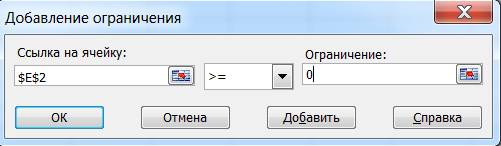 Добавление ограничения
Ссылка на ячейку:
Ограничение:
$E$2 >= 0
ОК Отмена Добавить Справка